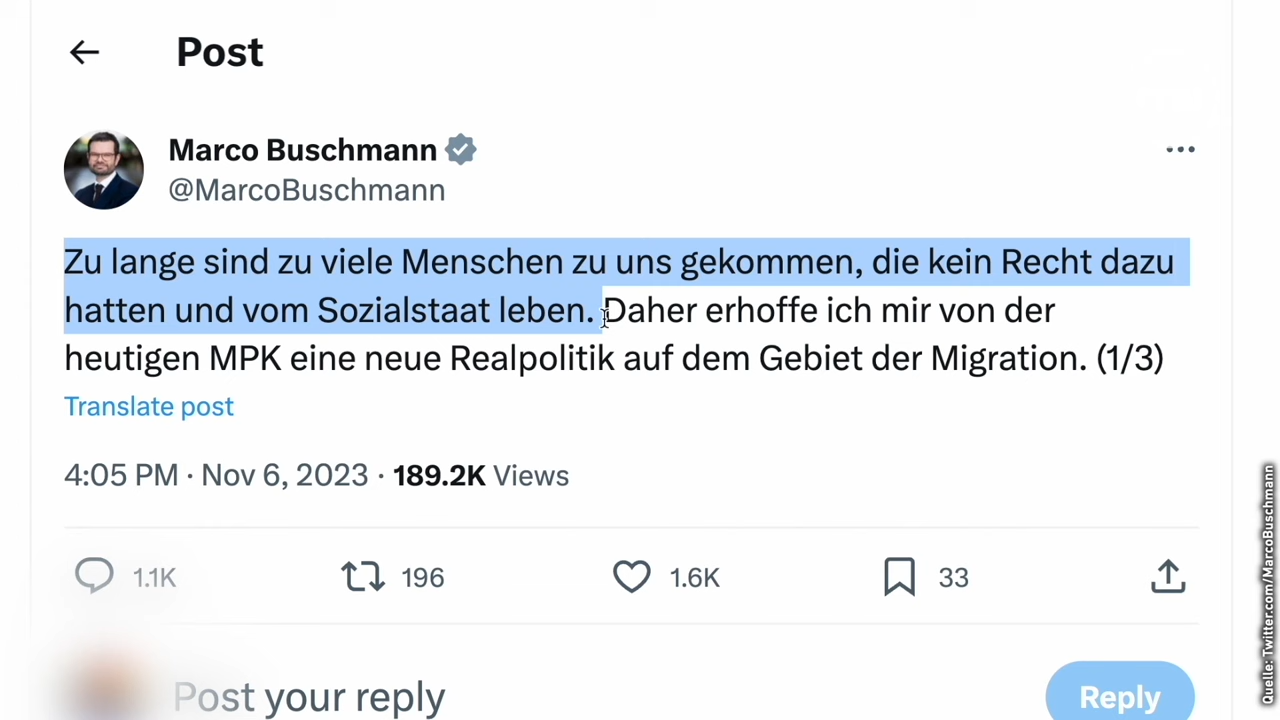 Post
Marco Buschmann
@MarcoBuschmann
Zu lange sind zu viele Menschen zu uns gekommen, die kein Recht dazu
hatten und vom Sozialstaat leben. Daher erhoffe ich mir von der
heutigen MPK eine neue Realpolitik auf dem Gebiet der Migration. (1/3)
Translate post
4:05 PM · Nov 6, 2023 · 189.2K Views
1.1K 196 1.6K 33
Post your reply
Reply
Quelle: Twitter.com/MarcoBuschmann